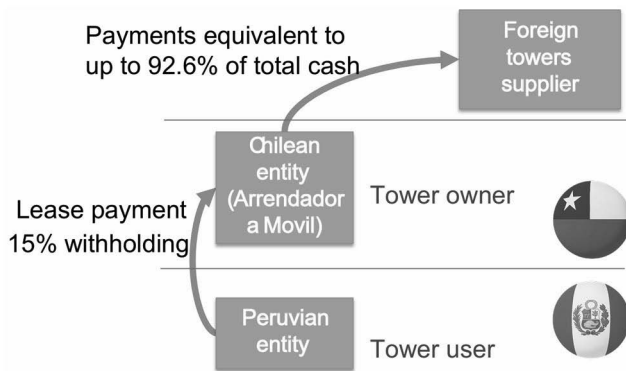 Payments equivalent to
up to 92.6% of total cash
Foreign
towers
supplier
Chilean
entity
(Arrendador
a Movil)
Tower owner
Lease payment
15% withholding
Peruvian
entity
Tower user